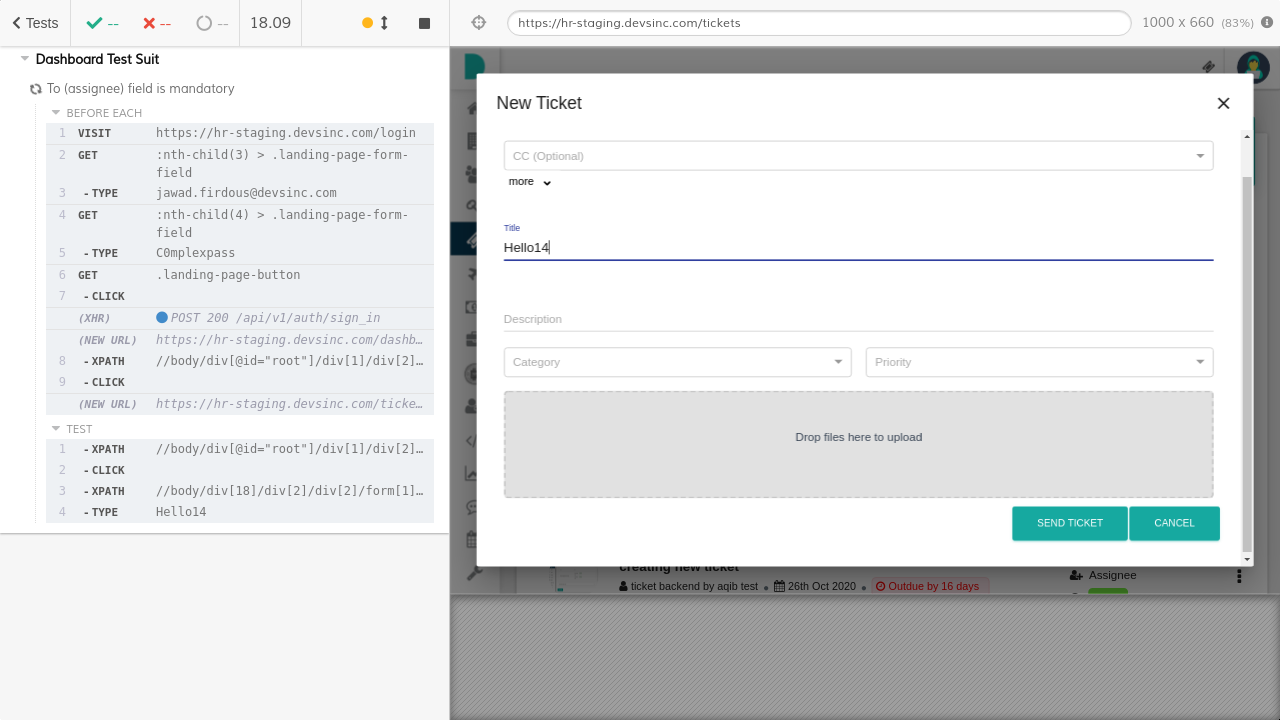 Tests
--
--
--
18.09
https://hr-staging.devsinc.com/tickets
1000 x 660 (83%)
Dashboard Test Suit
To (assignee) field is mandatory
BEFORE EACH
1 VISIT https://hr-staging.devsinc.com/login
2 GET :nth-child(3) > .landing-page-form-
field
3 - TYPE jawad.firdous@devsinc.com
4 GET :nth-child(4) > .landing-page-form-
field
5 - TYPE C0mplexpass
6 GET .landing-page-button
7 - CLICK
(XHR) POST 200 /api/v1/auth/sign_in
(NEW URL) https://hr-staging.devsinc.com/dashb…
8 - XPATH //body/div[@id="root"]/div[1]/div[2]…
9 - CLICK
(NEW URL) https://hr-staging.devsinc.com/ticke…
TEST
1 - XPATH //body/div[@id="root"]/div[1]/div[2]…
2 - CLICK
3 - XPATH //body/div[18]/div[2]/div[2]/form[1]…
4 - TYPE Hello14
New Ticket
CC (Optional)
more
Title
Hello14
Description
Category
Priority
Drop files here to upload
SEND TICKET
CANCEL
creating new ticket
ticket backend by aqib test • 26th Oct 2020 • Outdue by 16 days
Assignee